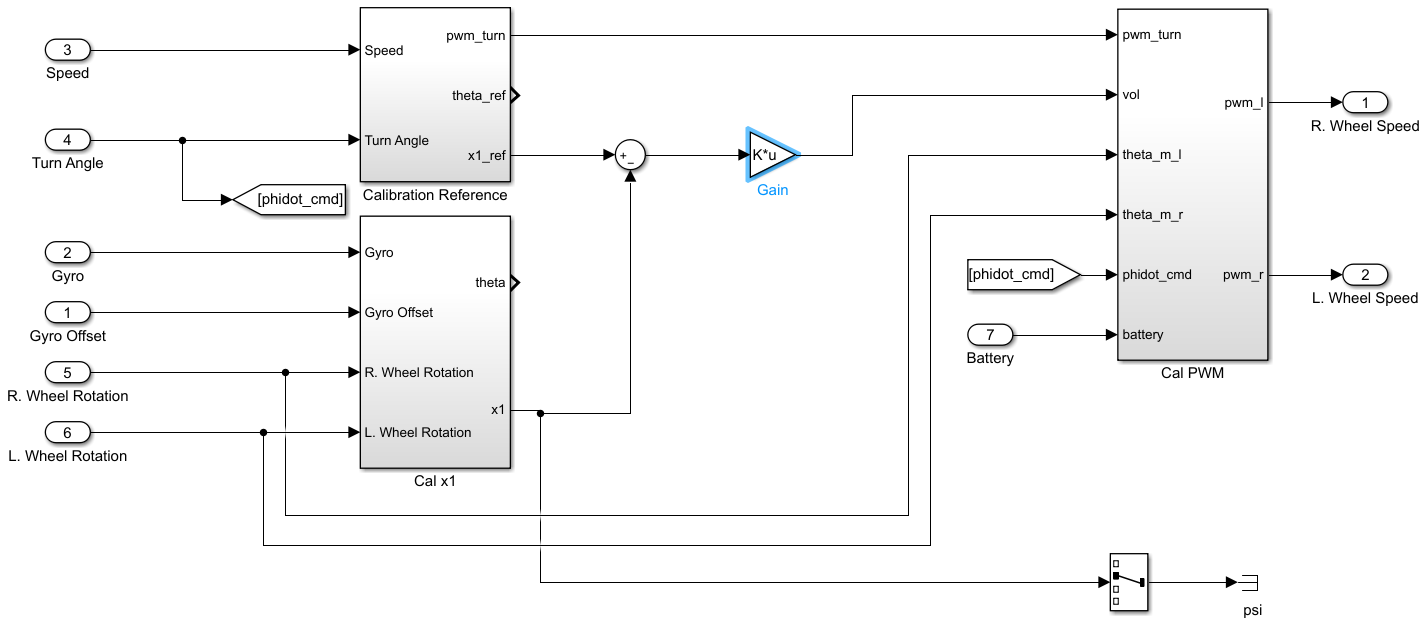 3
Speed
4
Turn Angle
[phidot_cmd]
Speed
Turn Angle
pwm_turn
theta_ref
x1_ref
Calibration Reference
2
Gyro
1
Gyro Offset
5
R. Wheel Rotation
6
L. Wheel Rotation
Gyro
Gyro Offset
R. Wheel Rotation
L. Wheel Rotation
theta
x1
Cal x1
+
_
K*u
Gain
[phidot_cmd]
7
Battery
pwm_turn
vol
theta_m_l
theta_m_r
phidot_cmd
battery
pwm_l
pwm_r
Cal PWM
1
R. Wheel Speed
2
L. Wheel Speed
psi